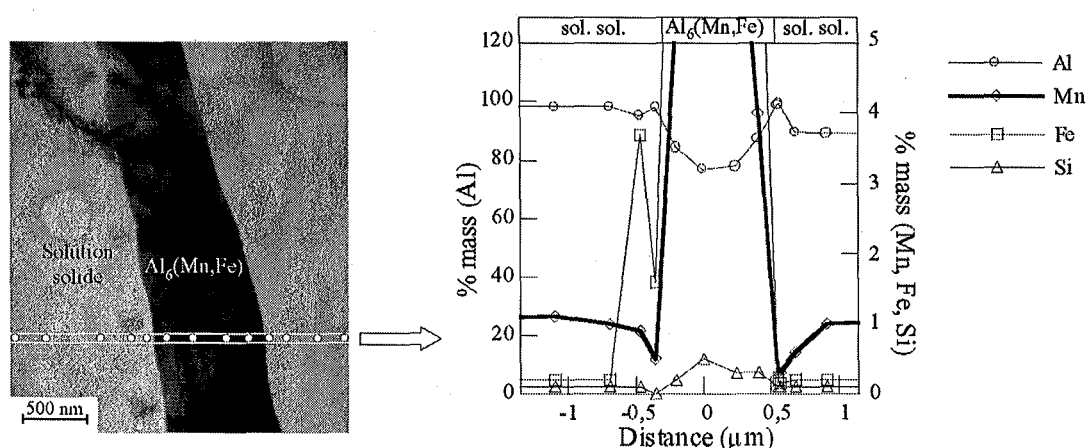 Solution
solide
Al6(Mn,Fe)
500 nm
sol. sol.
Al6(Mn,Fe)
sol. sol.
120
100
80
60
40
20
0
% mass (Al)
5
4
3
2
1
0
% mass (Mn, Fe, Si)
-1
-0,5
0
0,5
1
Distance (µm)
Al
Mn
Fe
Si